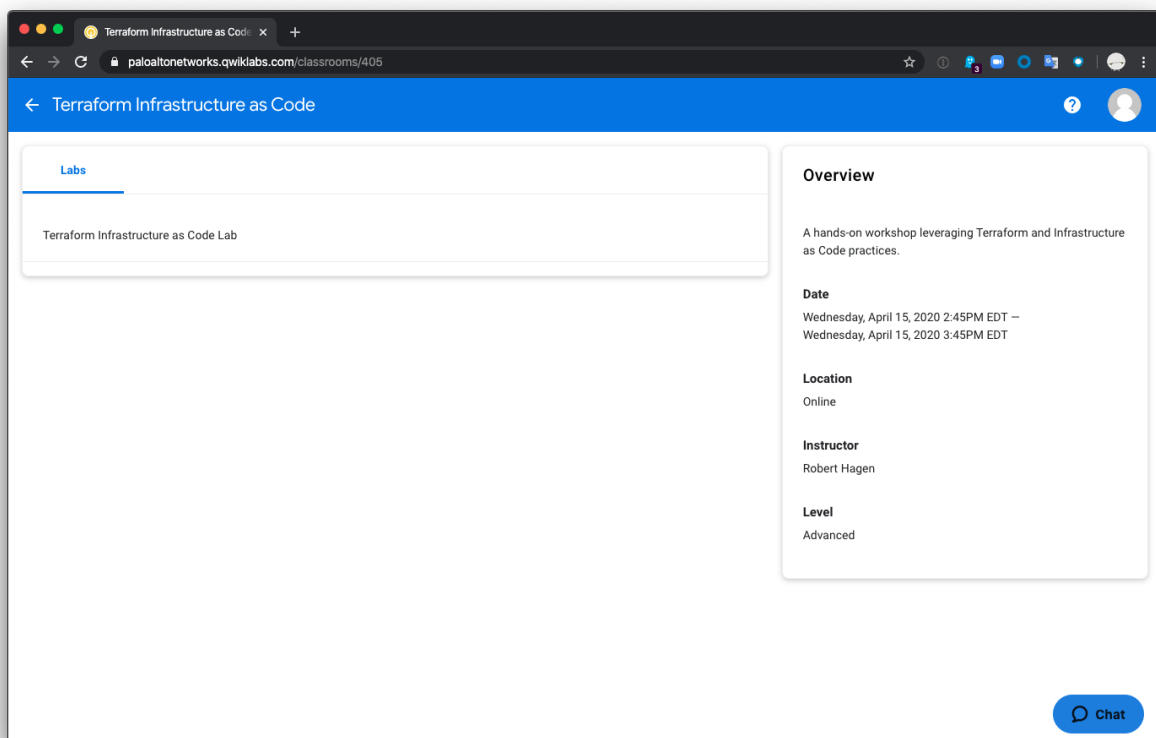 Terraform Infrastructure as Code
paloaltonetworks.qwiklabs.com/classrooms/405
3
Terraform Infrastructure as Code
Labs
Terraform Infrastructure as Code Lab
Overview
A hands-on workshop leveraging Terraform and Infrastructure
as Code practices.
Date
Wednesday, April 15, 2020 2:45PM EDT —
Wednesday, April 15, 2020 3:45PM EDT
Location
Online
Instructor
Robert Hagen
Level
Advanced
Chat